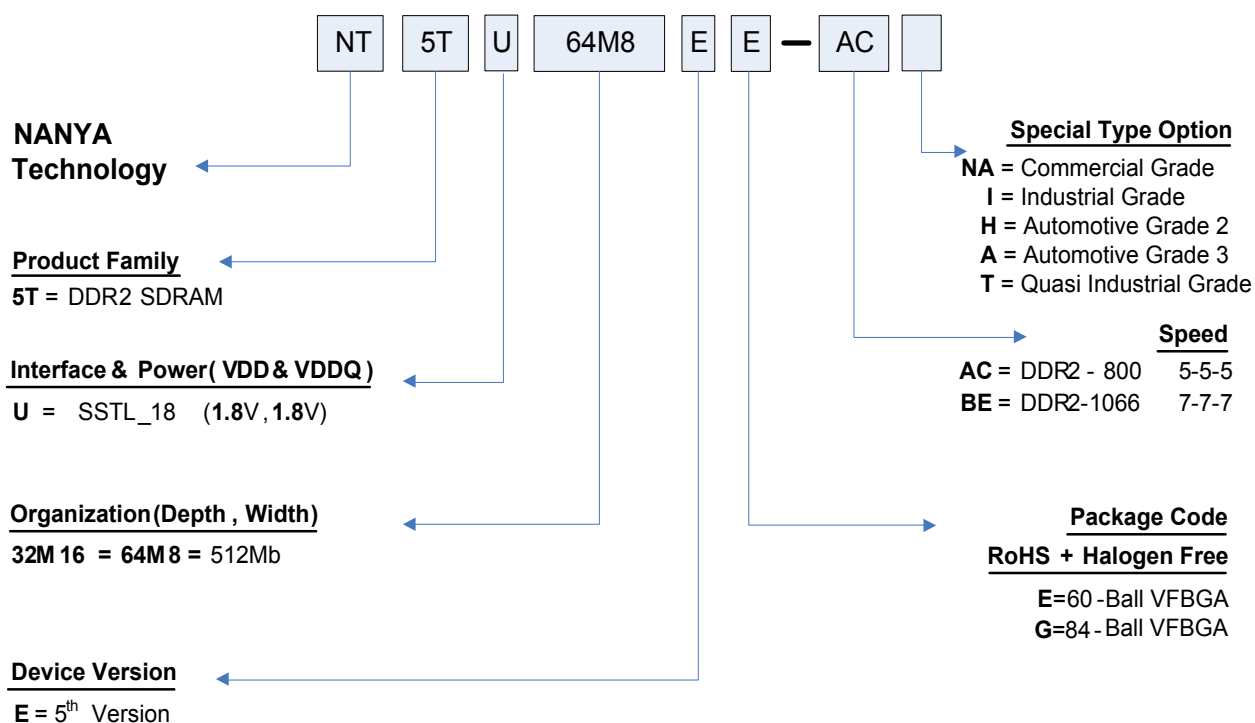 NT 5T U 64M8 E E — AC
NANYA
Technology
Product Family
5T = DDR2 SDRAM
Interface & Power( VDD & VDDQ )
U = SSTL_18 (1.8V, 1.8V)
Organization(Depth , Width)
32M 16 = 64M 8 = 512Mb
Device Version
E = 5th Version
Special Type Option
NA = Commercial Grade
I = Industrial Grade
H = Automotive Grade 2
A = Automotive Grade 3
T = Quasi Industrial Grade
Speed
AC = DDR2 - 800 5-5-5
BE = DDR2-1066 7-7-7
Package Code
RoHS + Halogen Free
E=60 -Ball VFBGA
G=84 - Ball VFBGA